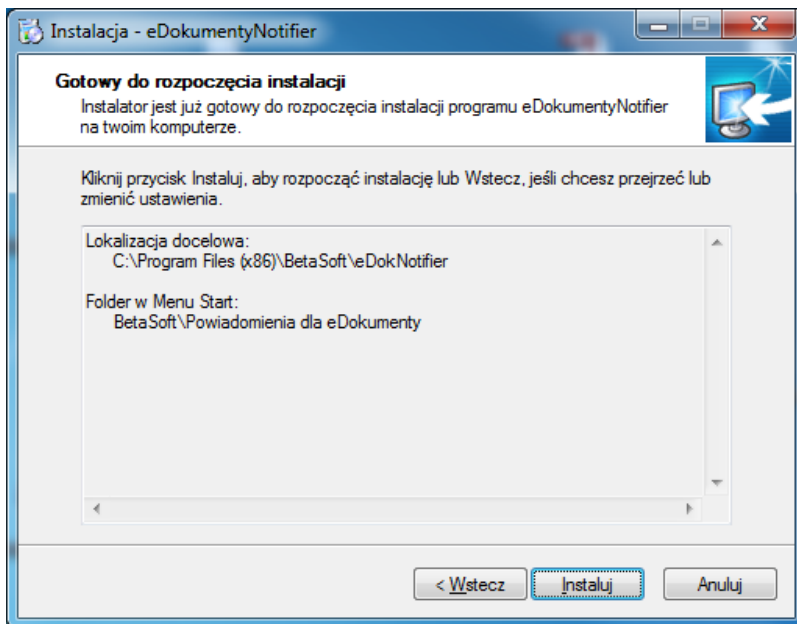 Instalacja - eDokumentyNotifier
Gotowy do rozpoczęcia instalacji
Instalator jest już gotowy do rozpoczęcia instalacji programu eDokumentyNotifier
na twoim komputerze.
Kliknij przycisk Instaluj, aby rozpocząć instalację lub Wstecz, jeśli chcesz przejrzeć lub
zmienić ustawienia.
Lokalizacja docelowa:
C:\Program Files (x86)\BetaSoft\eDokNotifier
Folder w Menu Start:
BetaSoft\Powiadomienia dla eDokumenty
< Wstecz
Instaluj
Anuluj